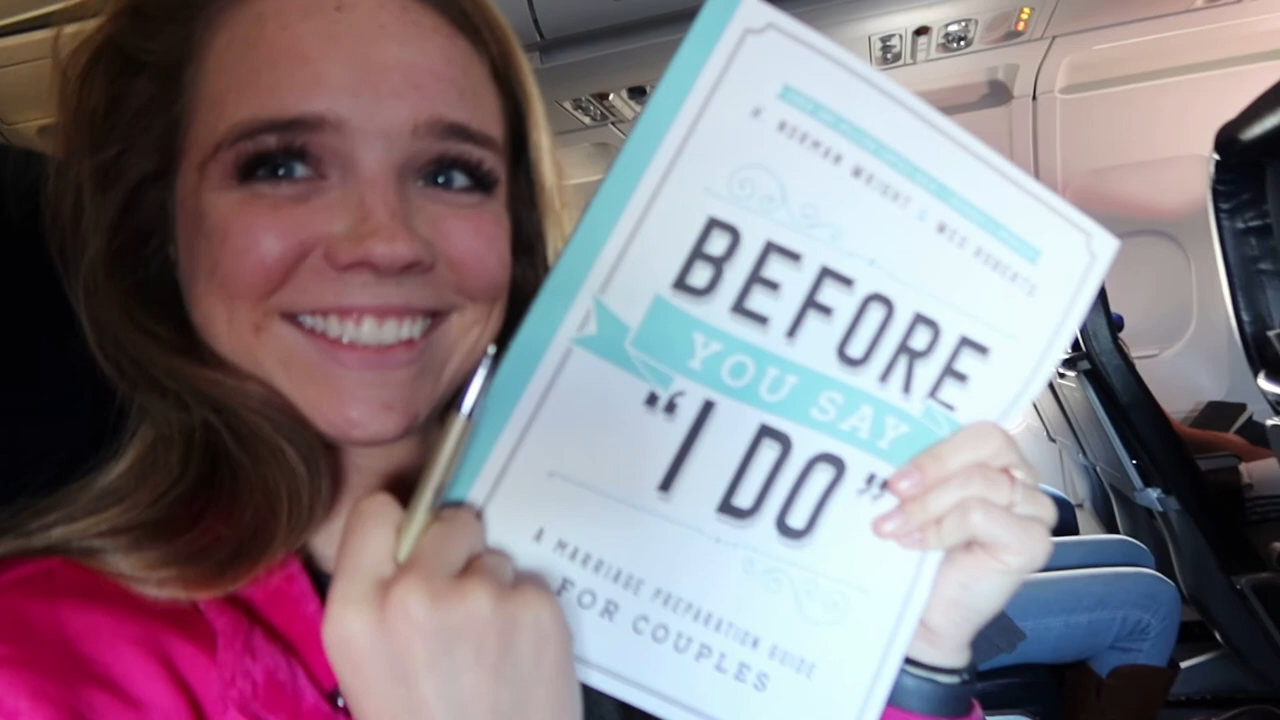 H. NORMAN WRIGHT & WES ROBERTS
BEFORE
YOU SAY
"I DO"
A MARRIAGE PREPARATION GUIDE
FOR COUPLES